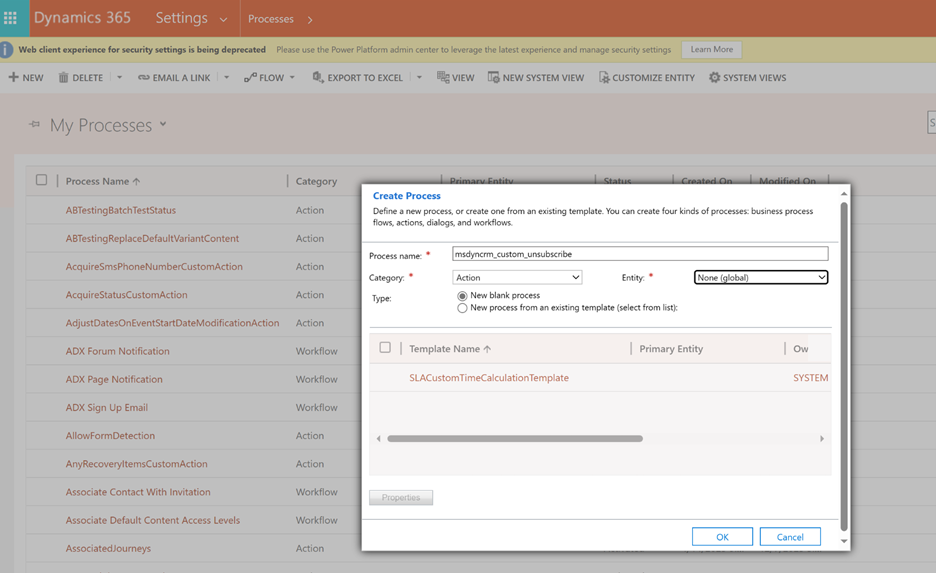 Dynamics 365 Settings Processes
Web client experience for security settings is being deprecated Please use the Power Platform admin center to leverage the latest experience and manage security settings Learn More
NEW DELETE EMAIL A LINK FLOW EXPORT TO EXCEL VIEW NEW SYSTEM VIEW CUSTOMIZE ENTITY SYSTEM VIEWS
My Processes
Process Name Category Primary Entity Status Created On Modified On
ABTestingBatchTestStatus Action
ABTestingReplaceDefaultVariantContent Action
AcquireSmsPhoneNumberCustomAction Action
AcquireStatusCustomAction Action
AdjustDatesOnEventStartDateModificationAction Action
ADX Forum Notification Workflow
ADX Page Notification Workflow
ADX Sign Up Email Workflow
AllowFormDetection Action
AnyRecoveryItemsCustomAction Action
Associate Contact With Invitation Workflow
Associate Default Content Access Levels Workflow
AssociatedJourneys Action
Create Process
Define a new process, or create one from an existing template. You can create four kinds of processes: business process
flows, actions, dialogs, and workflows.
Process name: * msdyncrm_custom_unsubscribe
Category: * Action Entity: * None (global)
Type: New blank process
New process from an existing template (select from list):
Template Name Primary Entity Ow
SLACustomTimeCalculationTemplate SYSTEM
Properties
OK Cancel